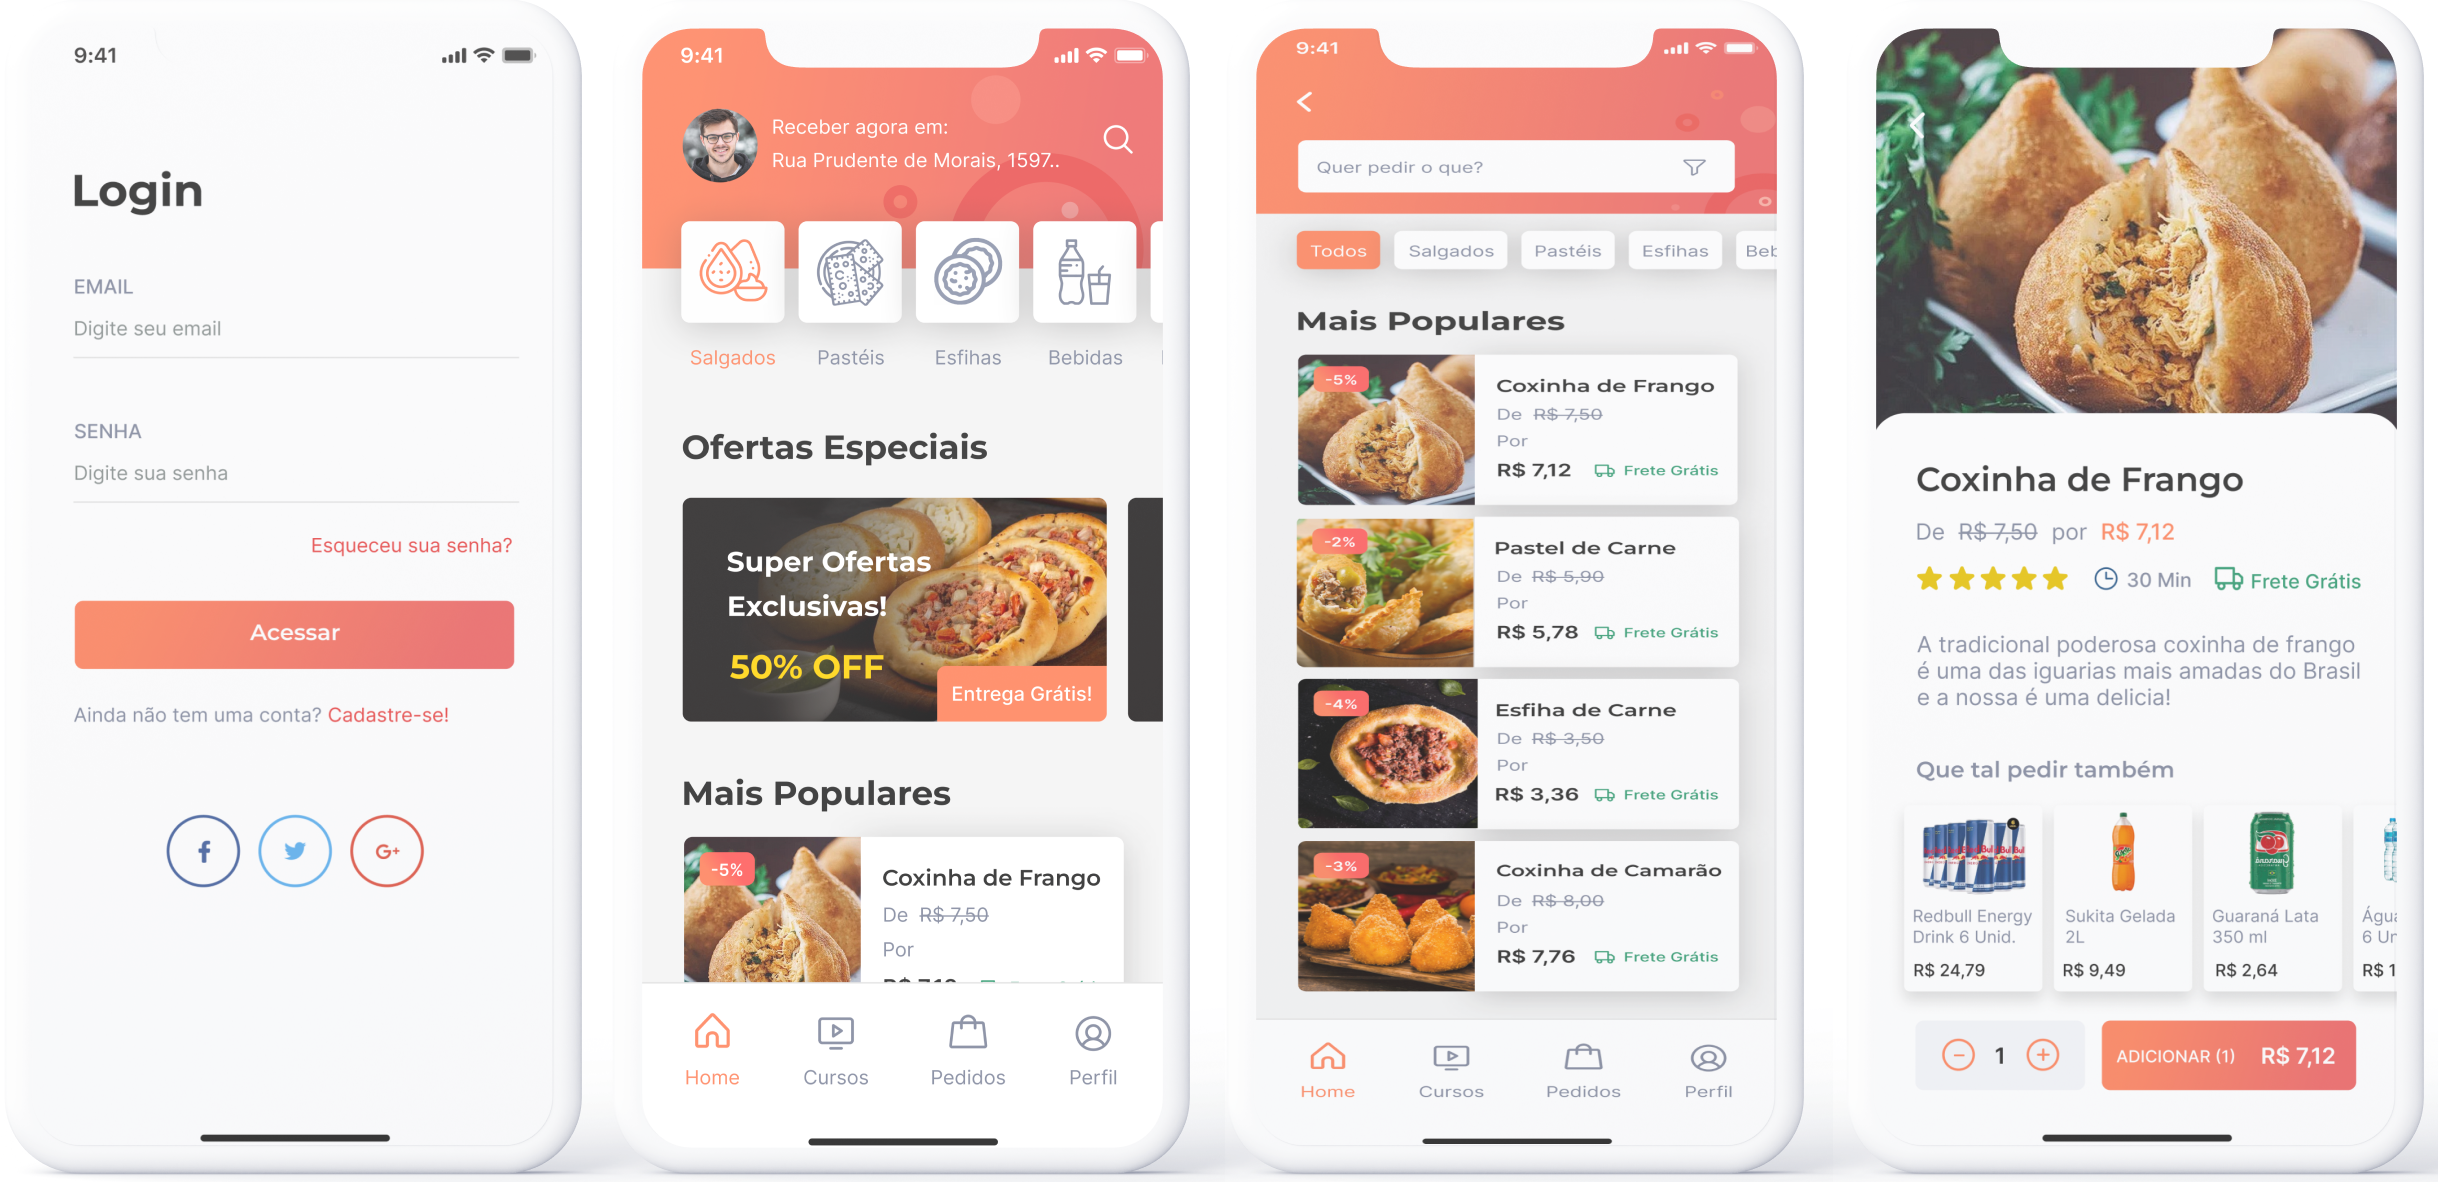 9:41
Login
EMAIL
Digite seu email
SENHA
Digite sua senha
Esqueceu sua senha?
Acessar
Ainda não tem uma conta? Cadastre-se!
f
G+
9:41
Receber agora em:
Rua Prudente de Morais, 1597..
Salgados
Pastéis
Esfihas
Bebidas
Ofertas Especiais
Super Ofertas
Exclusivas!
50% OFF
Entrega Grátis!
Mais Populares
-5%
Coxinha de Frango
De R$ 7,50
Por
9:41
Quer pedir o que?
Todos
Salgados
Pastéis
Esfihas
Beb
Mais Populares
-5%
Coxinha de Frango
De R$ 7,50
Por
R$ 7,12 Frete Grátis
-2%
Pastel de Carne
De R$ 5,90
Por
R$ 5,78 Frete Grátis
-4%
Esfiha de Carne
De R$ 3,50
Por
R$ 3,36 Frete Grátis
-3%
Coxinha de Camarão
De R$ 8,00
Por
R$ 7,76 Frete Grátis
Home
Cursos
Pedidos
Perfil
Home
Cursos
Pedidos
Perfil
Coxinha de Frango
De R$ 7,50 por R$ 7,12
30 Min
Frete Grátis
A tradicional poderosa coxinha de frango
é uma das iguarias mais amadas do Brasil
e a nossa é uma delicia!
Que tal pedir também
Redbull Energy
Drink 6 Unid.
R$ 24,79
Sukita Gelada
2L
R$ 9,49
Guaraná Lata
350 ml
R$ 2,64
Água
6 Un
R$ 1
1
ADICIONAR (1) R$ 7,12